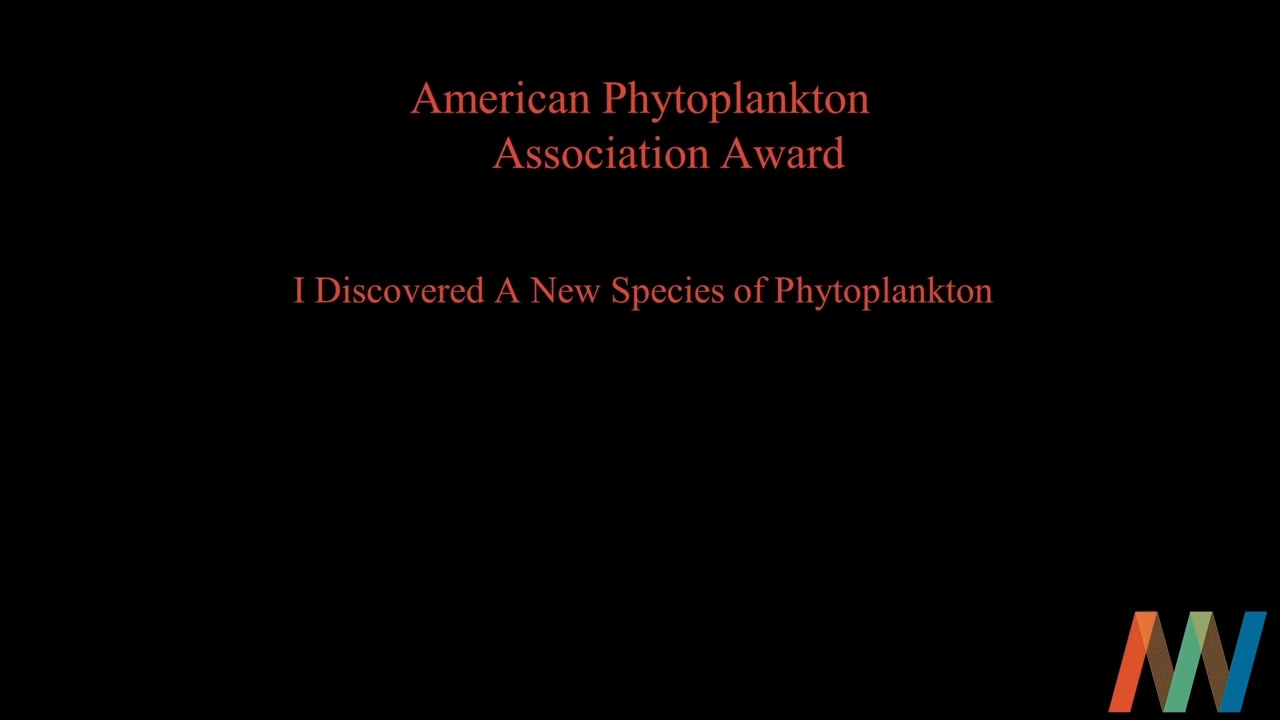 American Phytoplankton
Association Award
I Discovered A New Species of Phytoplankton